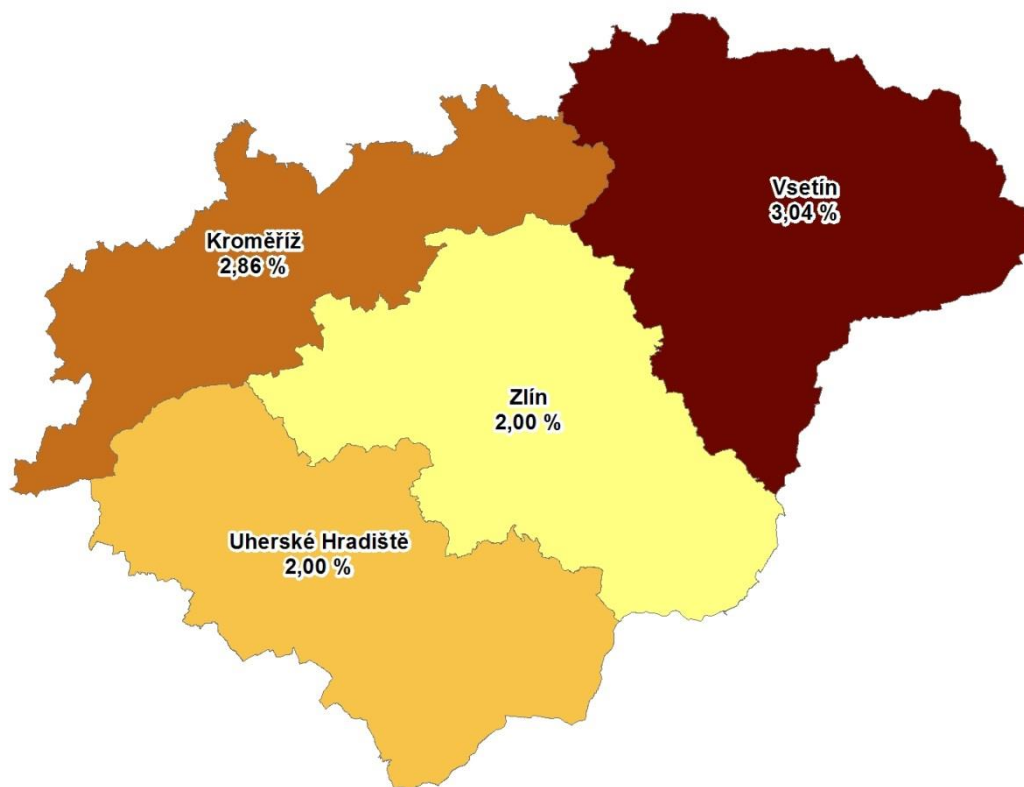 Vsetín
3,04 %
Kroměříž
2,86 %
Zlín
2,00 %
Uherské Hradiště
2,00 %